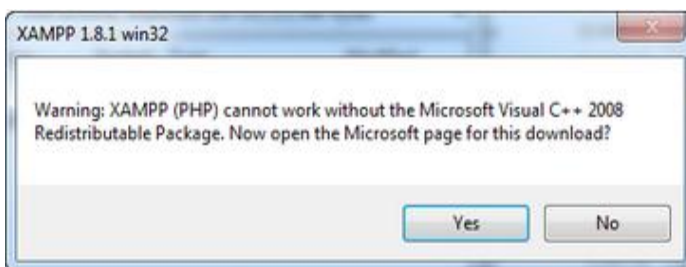 XAMPP 1.8.1 win32
Warning: XAMPP (PHP) cannot work without the Microsoft Visual C++ 2008
Redistributable Package. Now open the Microsoft page for this download?
Yes
No